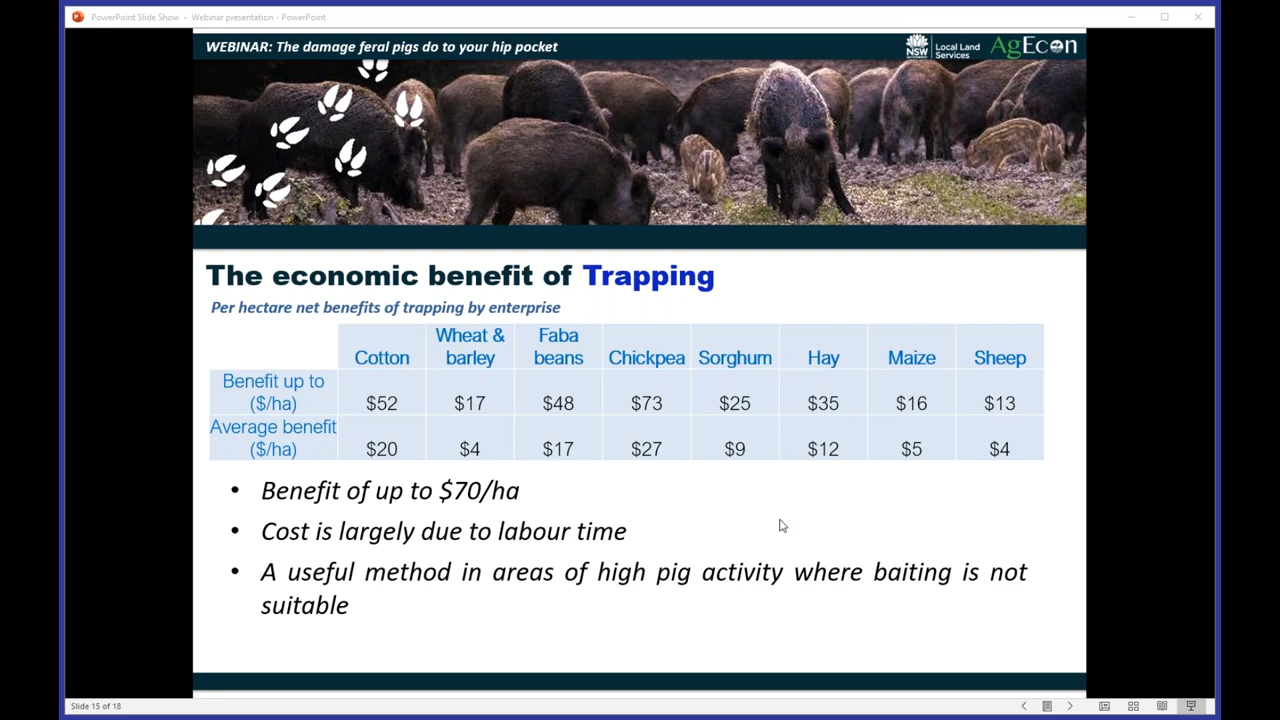 PowerPoint Slide Show - Webinar presentation - PowerPoint
WEBINAR: The damage feral pigs do to your hip pocket
NSW
Local Land
Services
AgEcon
The economic benefit of Trapping
Per hectare net benefits of trapping by enterprise
Cotton Wheat & barley Faba beans Chickpea Sorghum Hay Maize Sheep
Benefit up to ($/ha) $52 $17 $48 $73 $25 $35 $16 $13
Average benefit ($/ha) $20 $4 $17 $27 $9 $12 $5 $4
• Benefit of up to $70/ha
• Cost is largely due to labour time
• A useful method in areas of high pig activity where baiting is not
suitable
Slide 15 of 18